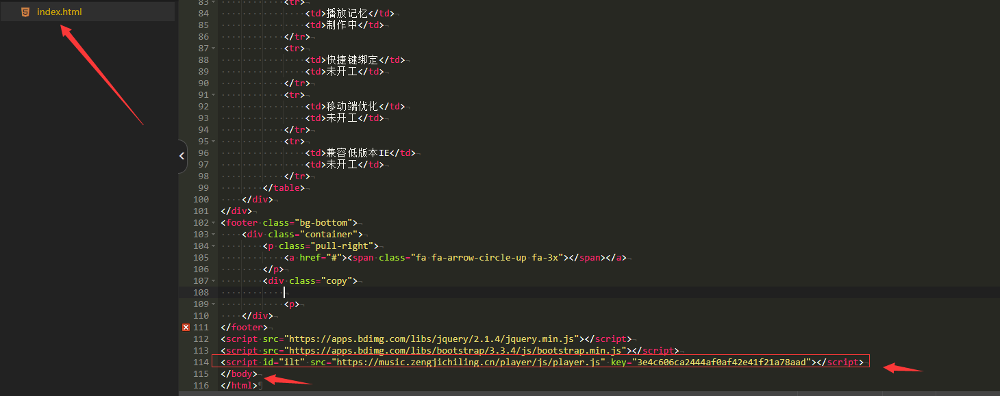 index.html
83 <tr>
84 <td>播放记忆</td>
85 <td>制作中</td>
86 </tr>
87 <tr>
88 <td>快捷键绑定</td>
89 <td>未开工</td>
90 </tr>
91 <tr>
92 <td>移动端优化</td>
93 <td>未开工</td>
94 </tr>
95 <tr>
96 <td>兼容低版本IE</td>
97 <td>未开工</td>
98 </tr>
99 </table>
100 </div>
101 </div>
102 <footer class="bg-bottom">
103 <div class="container">
104 <p class="pull-right">
105 <a href="#"><span class="fa fa-arrow-circle-up fa-3x"></span></a>
106 </p>
107 <div class="copy">
108
109 <p>
110 </div>
111 </footer>
112 <script src="https://apps.bdimg.com/libs/jquery/2.1.4/jquery.min.js"></script>
113 <script src="https://apps.bdimg.com/libs/bootstrap/3.3.4/js/bootstrap.min.js"></script>
114 <script id="ilt" src="https://music.zengjichiling.cn/player/js/player.js" key="3e4c606ca2444af0af42e41f21a78aad"></script>
115 </body>
116 </html>